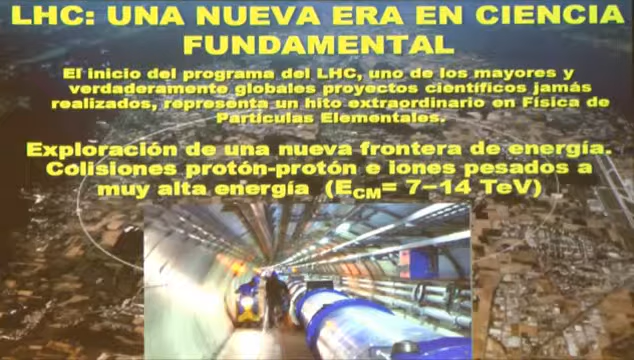 LHC: UNA NUEVA ERA EN CIENCIA
FUNDAMENTAL
El inicio del programa del LHC, uno de los mayores y
verdaderamente globales proyectos científicos jamás
realizados, representa un hito extraordinario en Física de
Partículas Elementales.
Exploración de una nueva frontera de energía.
Colisiones protón-protón e iones pesados a
muy alta energía (ECM= 7–14 TeV)